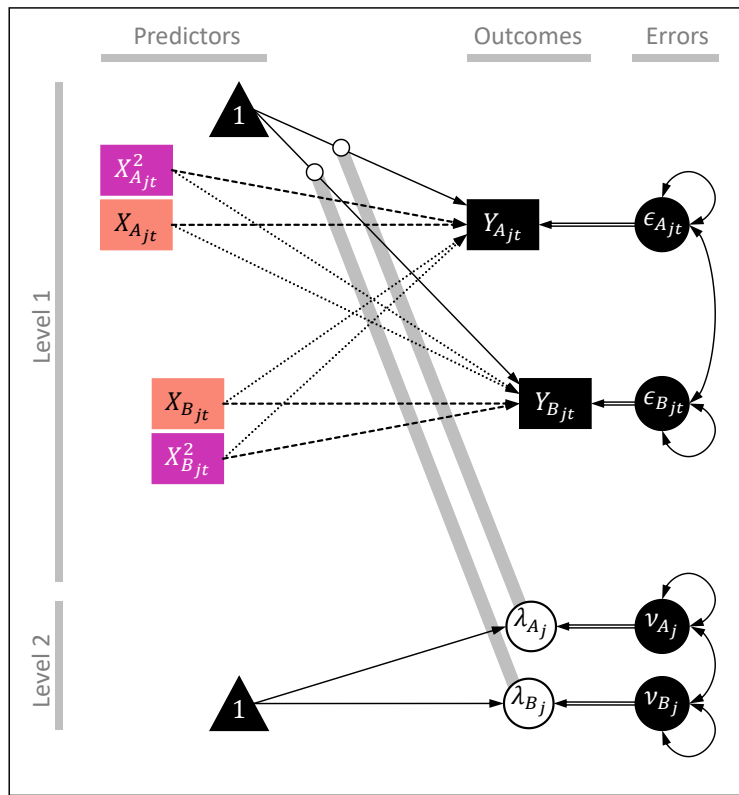 Predictors Outcomes Errors
Level 1
1
X²_{A_{jt}}
X_{A_{jt}} Y_{A_{jt}} ϵ_{A_{jt}}
X_{B_{jt}} Y_{B_{jt}} ϵ_{B_{jt}}
X²_{B_{jt}}
Level 2
λ_{A_j} ν_{A_j}
1 λ_{B_j} ν_{B_j}